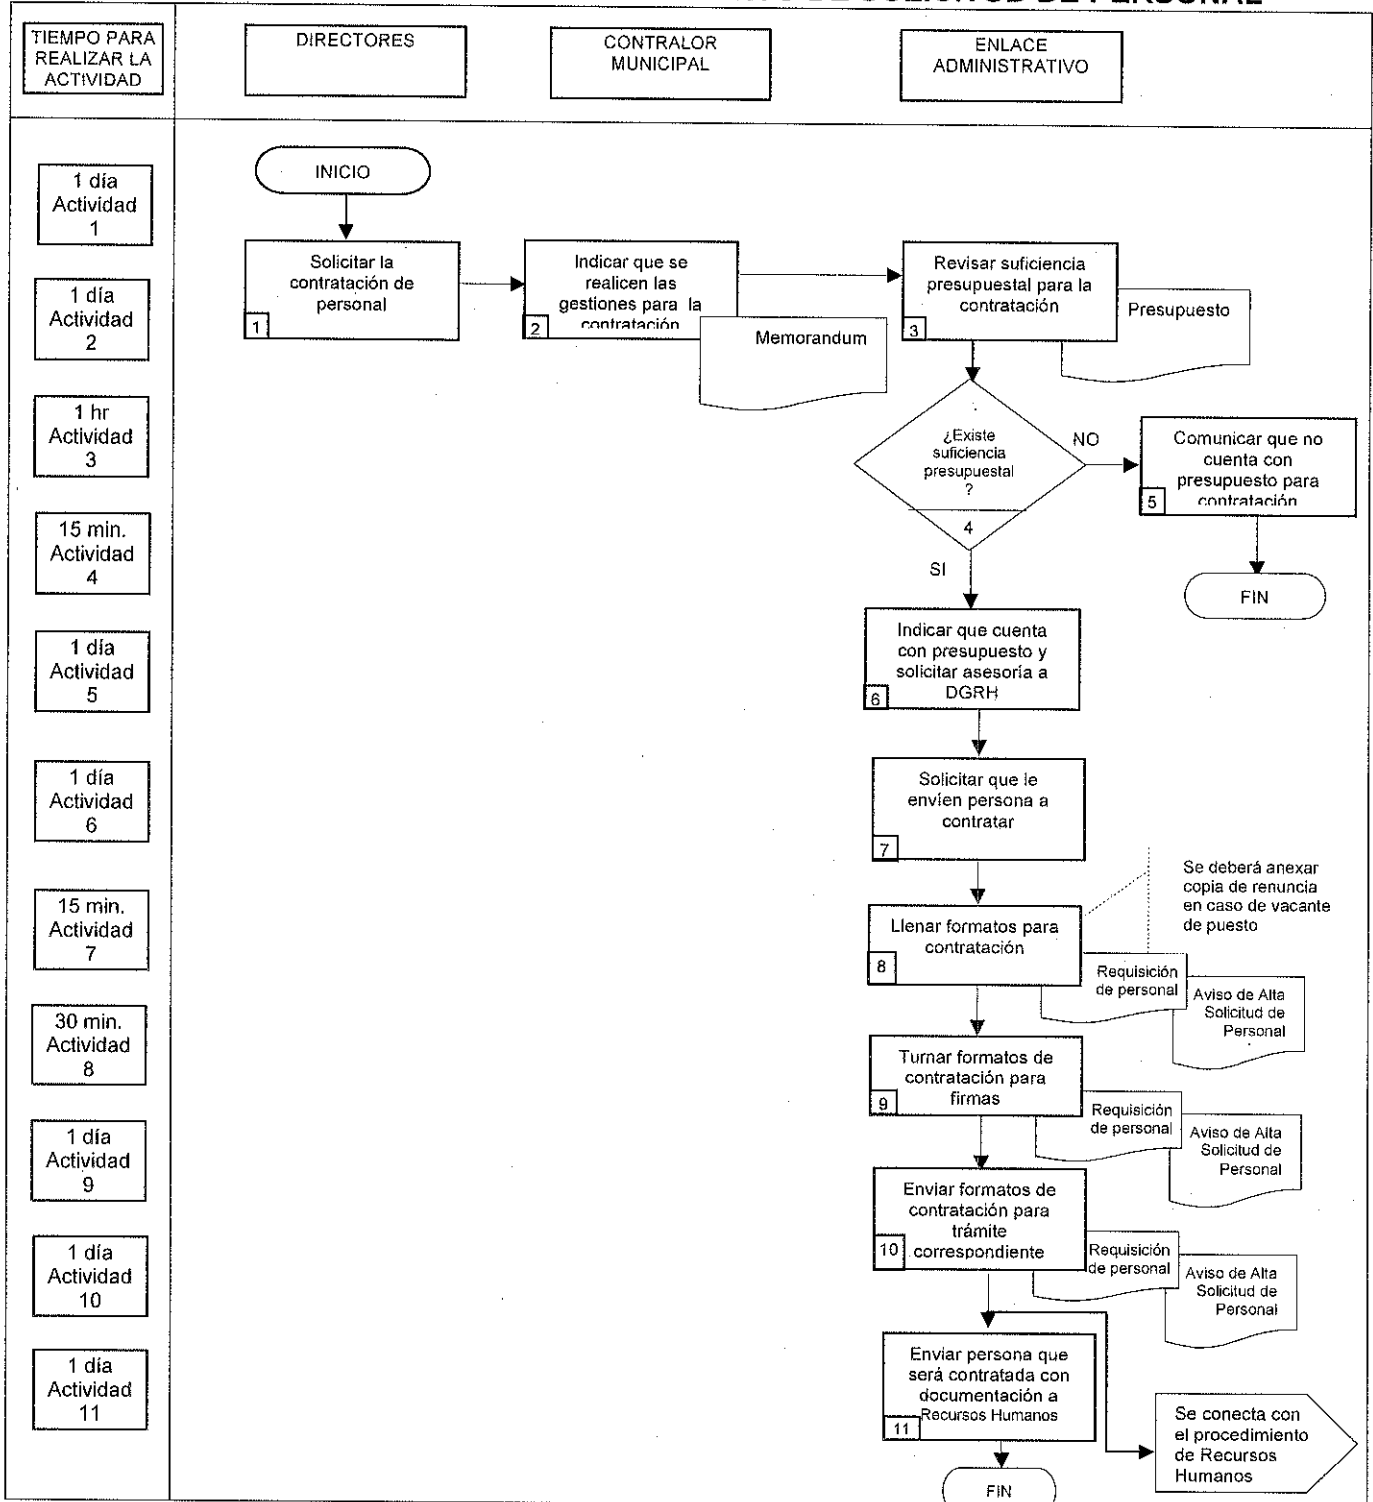 DE SOLICITUD DE PERSONAL
TIEMPO PARA
REALIZAR LA
ACTIVIDAD
DIRECTORES
CONTRALOR
MUNICIPAL
ENLACE
ADMINISTRATIVO
1 día
Actividad
1
1 día
Actividad
2
1 hr
Actividad
3
15 min.
Actividad
4
1 día
Actividad
5
1 día
Actividad
6
15 min.
Actividad
7
30 min.
Actividad
8
1 día
Actividad
9
1 día
Actividad
10
1 día
Actividad
11
INICIO
Solicitar la
contratación de
personal
1
Indicar que se
realicen las
gestiones para la
contratación
2
Memorandum
Revisar suficiencia
presupuestal para la
contratación
3
Presupuesto
¿Existe
suficiencia
presupuestal
?
4
NO
Comunicar que no
cuenta con
presupuesto para
contratación
5
FIN
SI
Indicar que cuenta
con presupuesto y
solicitar asesoría a
DGRH
6
Solicitar que le
envíen persona a
contratar
7
Se deberá anexar
copia de renuncia
en caso de vacante
de puesto
Llenar formatos para
contratación
8
Requisición
de personal
Aviso de Alta
Solicitud de
Personal
Turnar formatos de
contratación para
firmas
9
Requisición
de personal
Aviso de Alta
Solicitud de
Personal
Enviar formatos de
contratación para
trámite
correspondiente
10
Requisición
de personal
Aviso de Alta
Solicitud de
Personal
Enviar persona que
será contratada con
documentación a
Recursos Humanos
11
Se conecta con
el procedimiento
de Recursos
Humanos
FIN